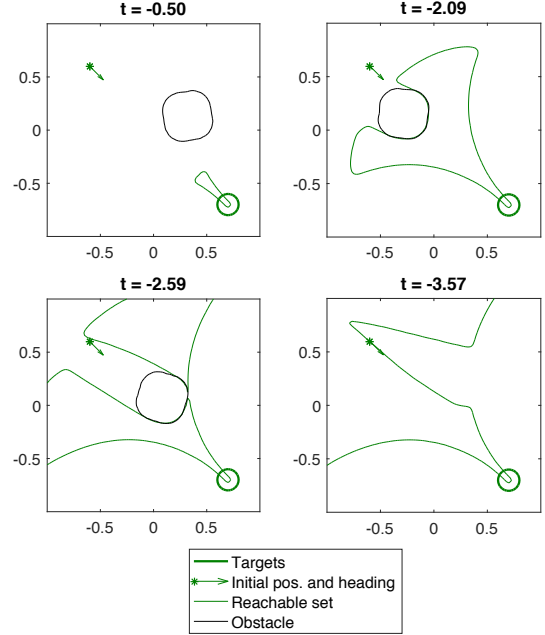 t = -0.50
t = -2.09
0.5
0
-0.5
-0.5 0 0.5
0.5
0
-0.5
-0.5 0 0.5
t = -2.59
t = -3.57
0.5
0
-0.5
-0.5 0 0.5
0.5
0
-0.5
-0.5 0 0.5
Targets
Initial pos. and heading
Reachable set
Obstacle